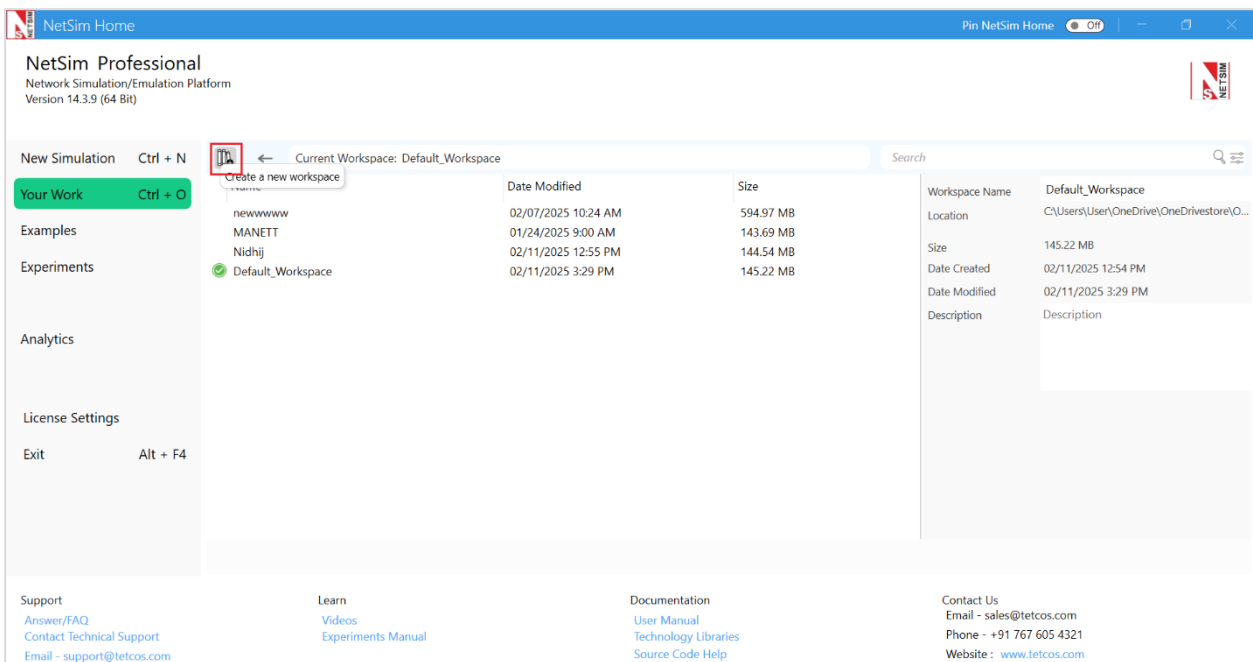 NETSIM
NetSim Home
Pin NetSim Home Off
NetSim Professional
Network Simulation/Emulation Platform
Version 14.3.9 (64 Bit)
NETSIM
New Simulation Ctrl + N
Your Work Ctrl + O
Examples
Experiments
Analytics
License Settings
Exit Alt + F4
Current Workspace: Default_Workspace
Search
Create a new workspace
Name Date Modified Size
newwwww 02/07/2025 10:24 AM 594.97 MB
MANETT 01/24/2025 9:00 AM 143.69 MB
Nidhij 02/11/2025 12:55 PM 144.54 MB
Default_Workspace 02/11/2025 3:29 PM 145.22 MB
Workspace Name Default_Workspace
Location C:\Users\User\OneDrive\OneDrivestore\O...
Size 145.22 MB
Date Created 02/11/2025 12:54 PM
Date Modified 02/11/2025 3:29 PM
Description Description
Support
Answer/FAQ
Contact Technical Support
Email - support@tetcos.com
Learn
Videos
Experiments Manual
Documentation
User Manual
Technology Libraries
Source Code Help
Contact Us
Email - sales@tetcos.com
Phone - +91 767 605 4321
Website : www.tetcos.com